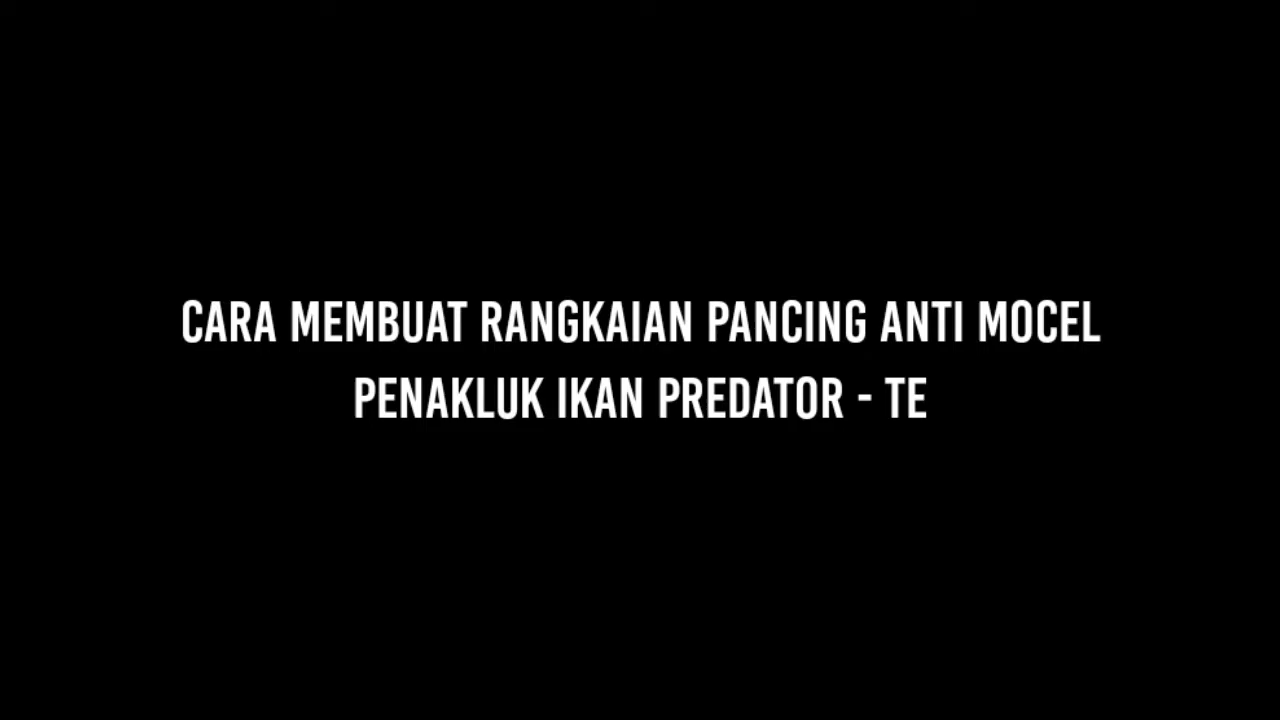 CARA MEMBUAT RANGKAIAN PANCING ANTI MOCEL
PENAKLUK IKAN PREDATOR - TE